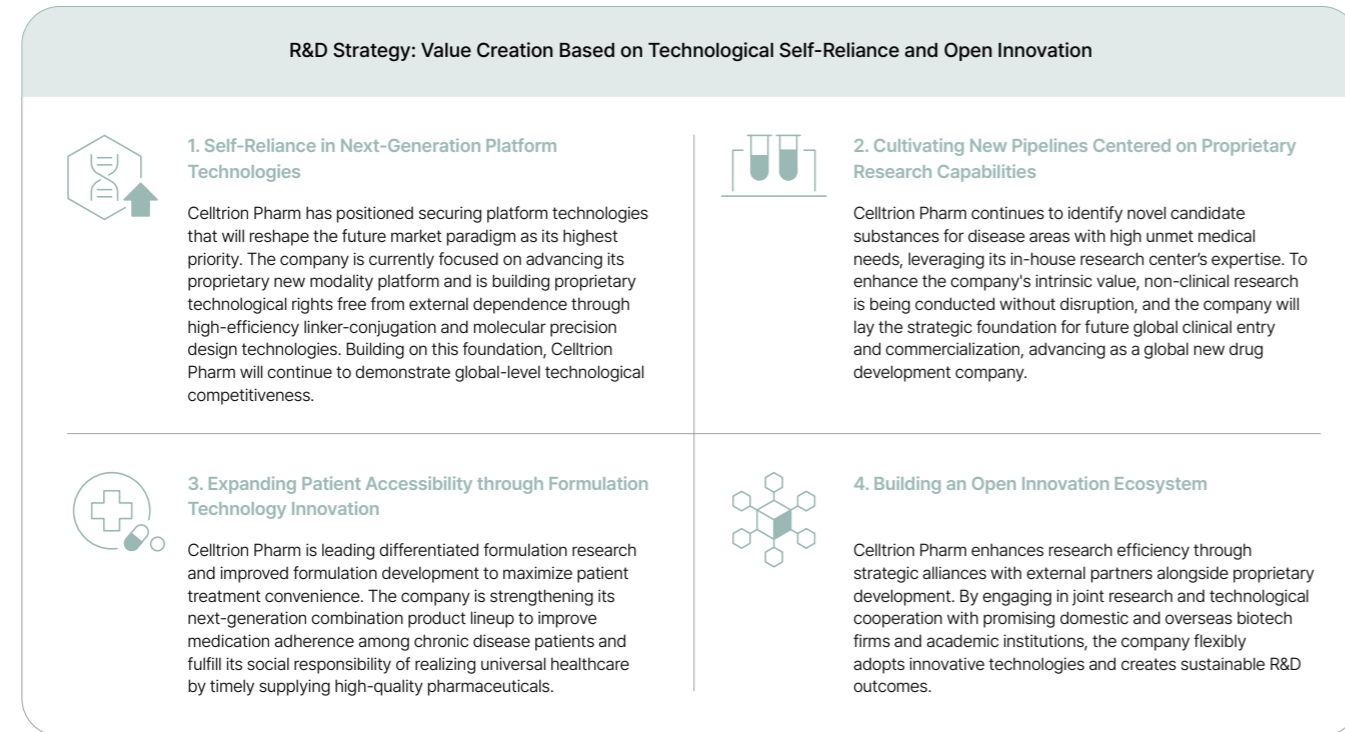 R&D Strategy: Value Creation Based on Technological Self-Reliance and Open Innovation
1. Self-Reliance in Next-Generation Platform
Technologies
Celltrion Pharm has positioned securing platform technologies
that will reshape the future market paradigm as its highest
priority. The company is currently focused on advancing its
proprietary new modality platform and is building proprietary
technological rights free from external dependence through
high-efficiency linker-conjugation and molecular precision
design technologies. Building on this foundation, Celltrion
Pharm will continue to demonstrate global-level technological
competitiveness.
2. Cultivating New Pipelines Centered on Proprietary
Research Capabilities
Celltrion Pharm continues to identify novel candidate
substances for disease areas with high unmet medical
needs, leveraging its in-house research center's expertise. To
enhance the company's intrinsic value, non-clinical research
is being conducted without disruption, and the company will
lay the strategic foundation for future global clinical entry
and commercialization, advancing as a global new drug
development company.
3. Expanding Patient Accessibility through Formulation
Technology Innovation
Celltrion Pharm is leading differentiated formulation research
and improved formulation development to maximize patient
treatment convenience. The company is strengthening its
next-generation combination product lineup to improve
medication adherence among chronic disease patients and
fulfill its social responsibility of realizing universal healthcare
by timely supplying high-quality pharmaceuticals.
4. Building an Open Innovation Ecosystem
Celltrion Pharm enhances research efficiency through
strategic alliances with external partners alongside proprietary
development. By engaging in joint research and technological
cooperation with promising domestic and overseas biotech
firms and academic institutions, the company flexibly
adopts innovative technologies and creates sustainable R&D
outcomes.